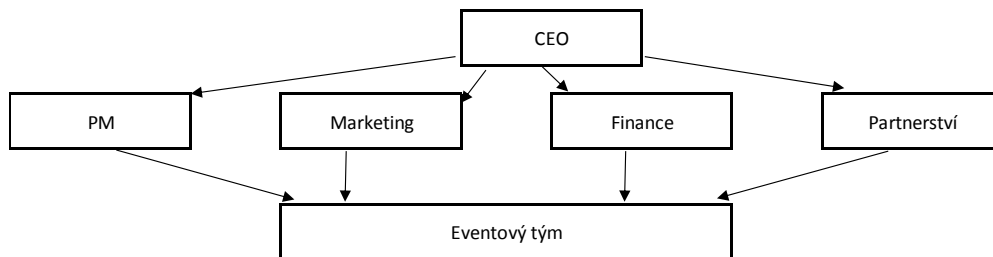 CEO
PM
Marketing
Finance
Partnerství
Eventový tým